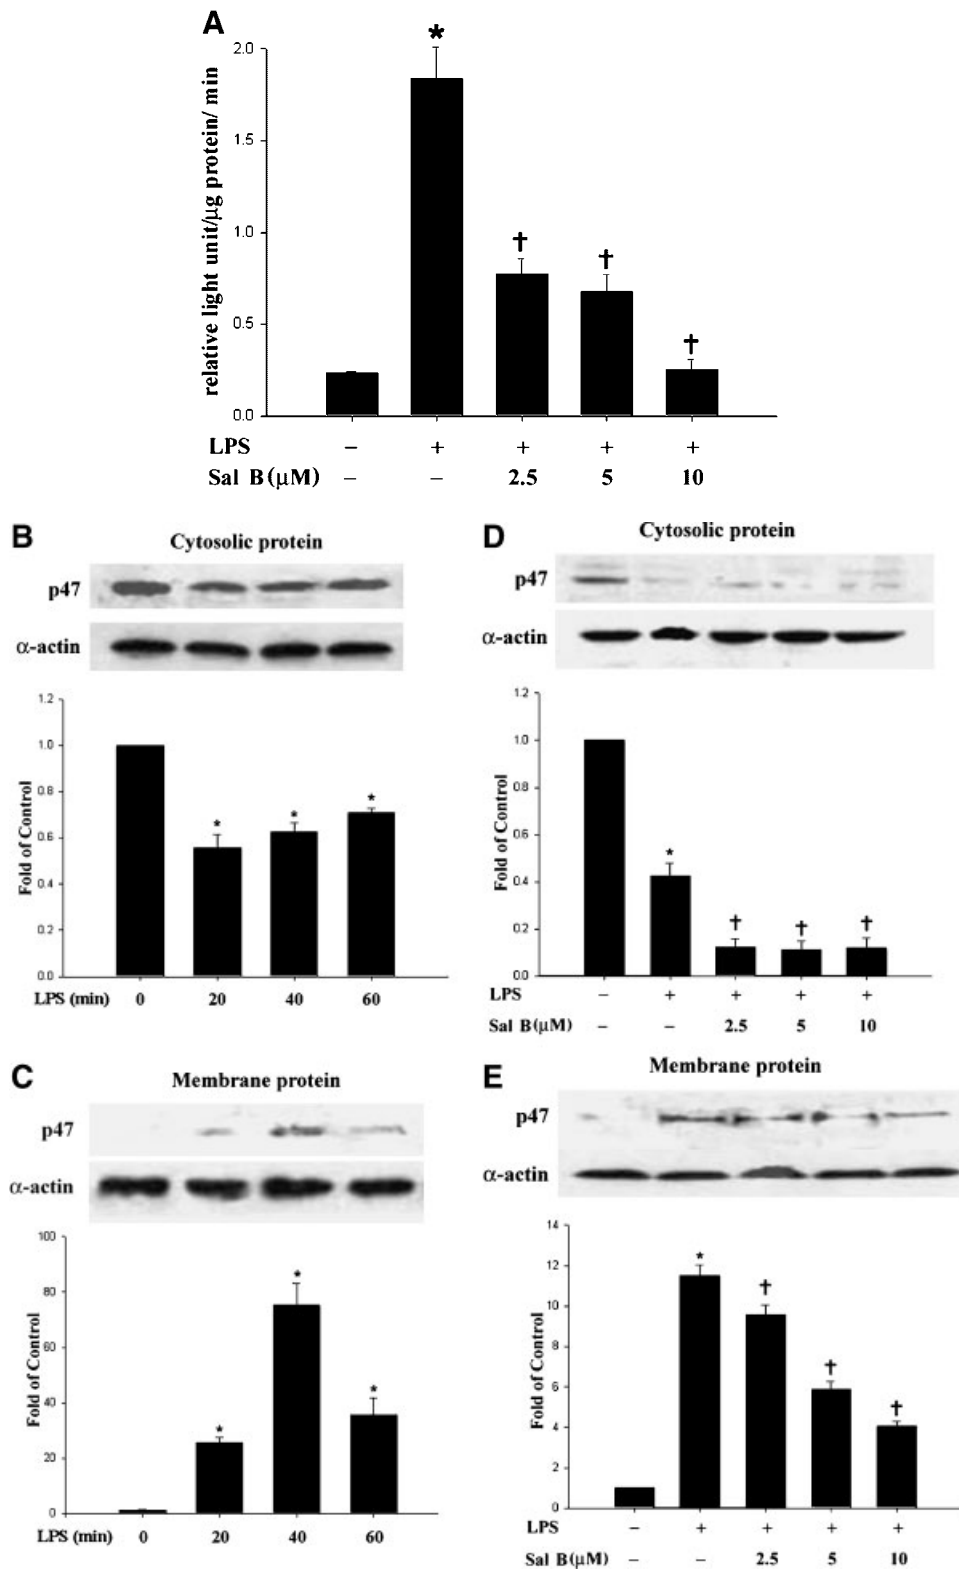 A
relative light unit/µg protein/ min
2.0
*
1.5
1.0
† † †
0.5
0.0
LPS – + + + +
Sal B(µM) – – 2.5 5 10
B
Cytosolic protein
p47
α-actin
Fold of Control
1.2
1.0
0.8
0.6
0.4
0.2
0.0
* * *
LPS (min) 0 20 40 60
D
Cytosolic protein
p47
α-actin
Fold of Control
1.2
1.0
0.8
0.6
0.4
0.2
0.0
* † † †
LPS – + + + +
Sal B(µM) – – 2.5 5 10
C
Membrane protein
p47
α-actin
Fold of Control
100
80
60
40
20
0
* * *
LPS (min) 0 20 40 60
E
Membrane protein
p47
α-actin
Fold of Control
14
12
10
8
6
4
2
0
* † † †
LPS – + + + +
Sal B(µM) – – 2.5 5 10